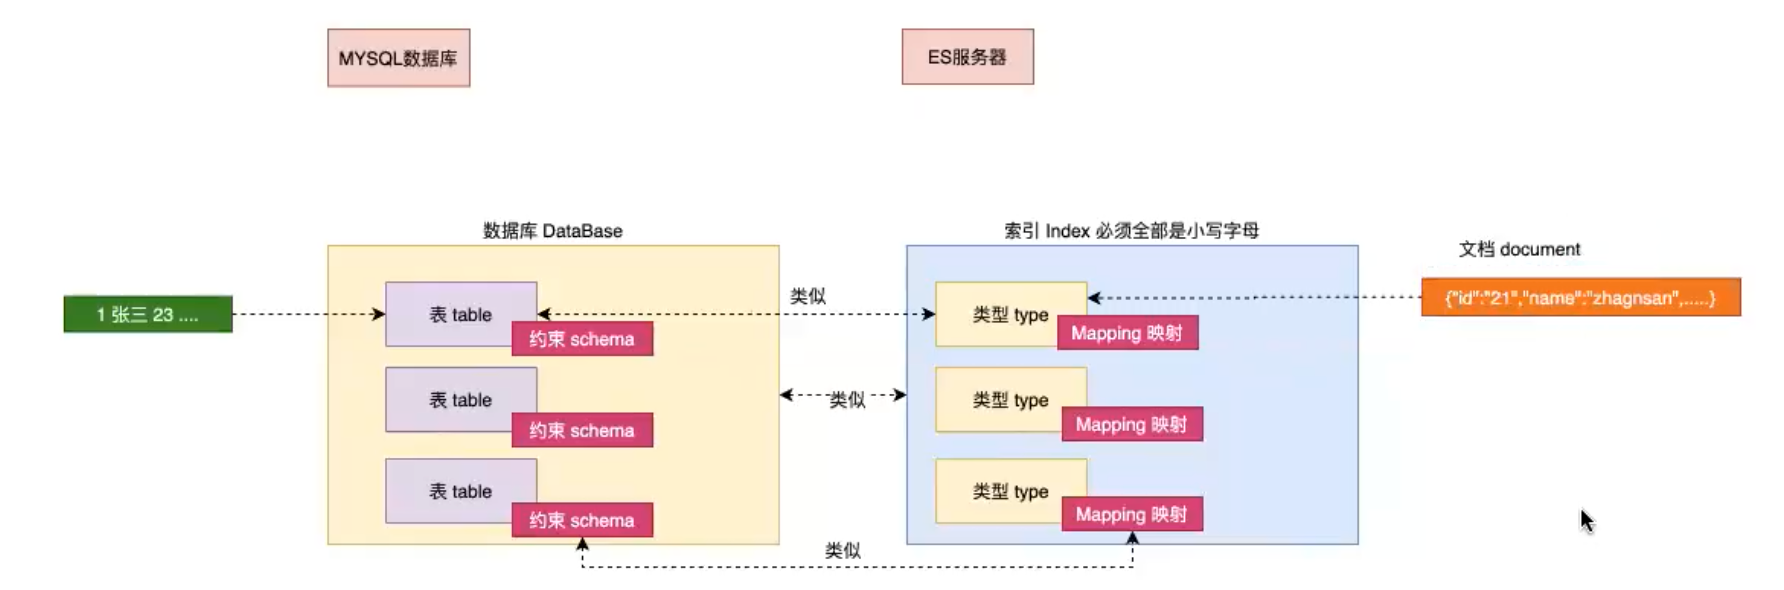 MYSQL数据库
ES服务器
数据库 DataBase
索引 Index 必须全部是小写字母
文档 document
1 张三 23 ....
表 table
约束 schema
类似
类型 type
Mapping 映射
{"id":"21","name":"zhagnsan",.....}
表 table
约束 schema
类似
类型 type
Mapping 映射
表 table
约束 schema
类型 type
Mapping 映射
类似